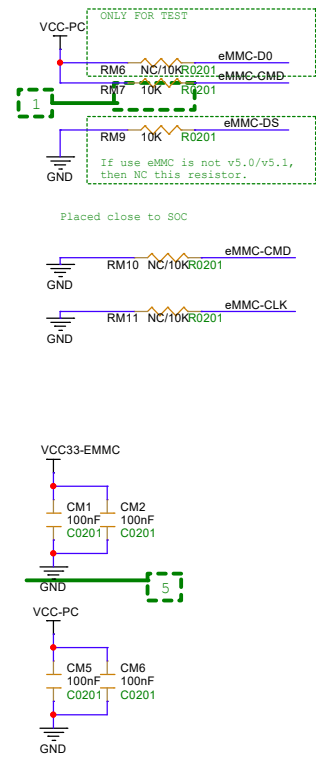 ONLY FOR TEST
VCC-PC
eMMC-D0
RM6 NC/10K R0201
eMMC-CMD
RM7 10K R0201
1
eMMC-DS
RM9 10K R0201
If use eMMC is not v5.0/v5.1,
then NC this resistor.
GND
Placed close to SOC
eMMC-CMD
RM10 NC/10K R0201
GND
eMMC-CLK
RM11 NC/10K R0201
GND
VCC33-EMMC
CM1 CM2
100nF 100nF
C0201 C0201
GND
5
VCC-PC
CM5 CM6
100nF 100nF
C0201 C0201
GND